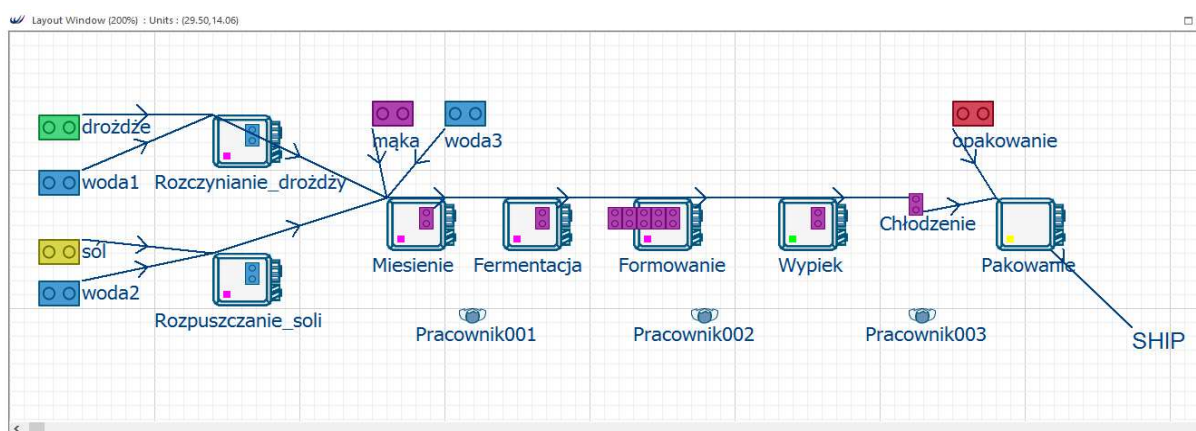 Layout Window (200%) : Units : (29.50,14.06)
drożdże
mąka
woda3
opakowanie
woda1
Rozczynianie_drożdży
Chłodzenie
sól
Miesienie
Fermentacja
Formowanie
Wypiek
Pakowanie
woda2
Rozpuszczanie_soli
Pracownik001
Pracownik002
Pracownik003
SHIP